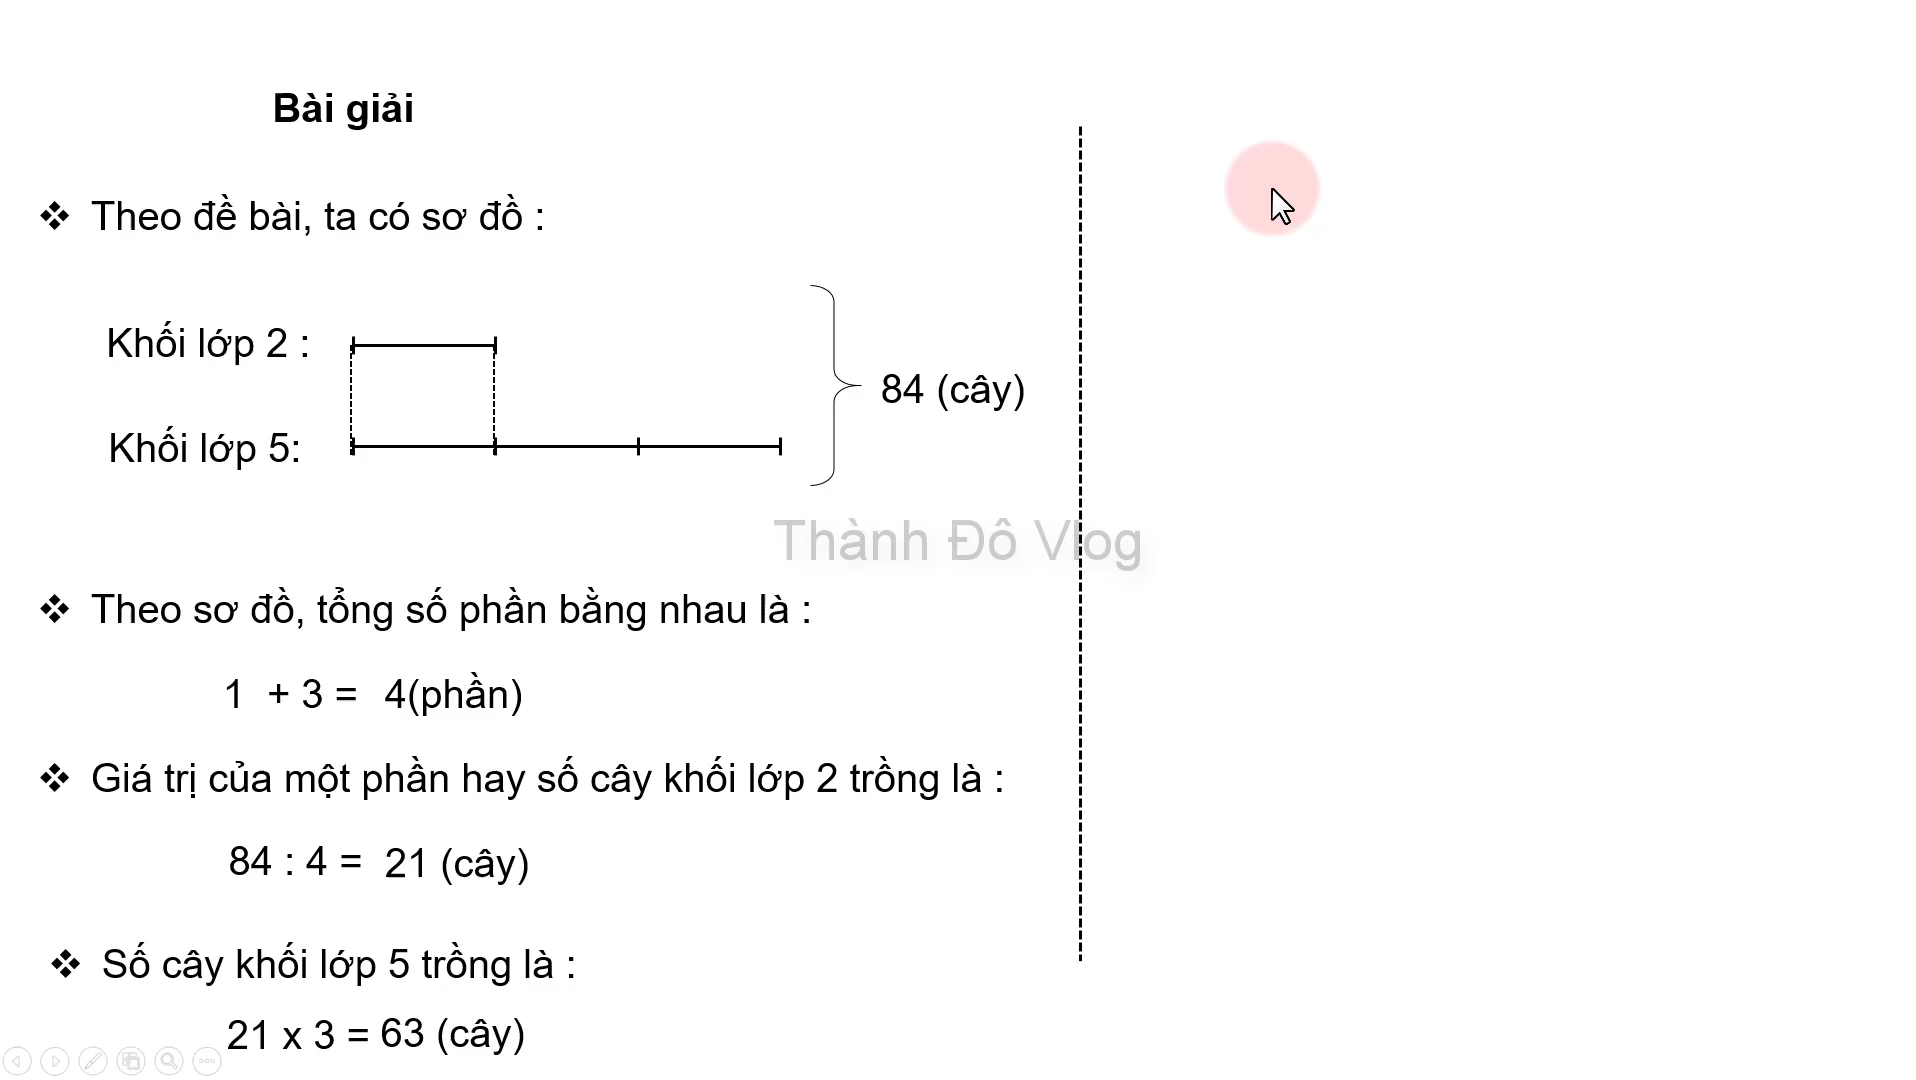 Bài giải
❖ Theo đề bài, ta có sơ đồ :
Khối lớp 2 :
84 (cây)
Khối lớp 5:
Thành Đô Vlog
❖ Theo sơ đồ, tổng số phần bằng nhau là :
1 + 3 = 4(phần)
❖ Giá trị của một phần hay số cây khối lớp 2 trồng là :
84 : 4 = 21 (cây)
❖ Số cây khối lớp 5 trồng là :
21 x 3 = 63 (cây)